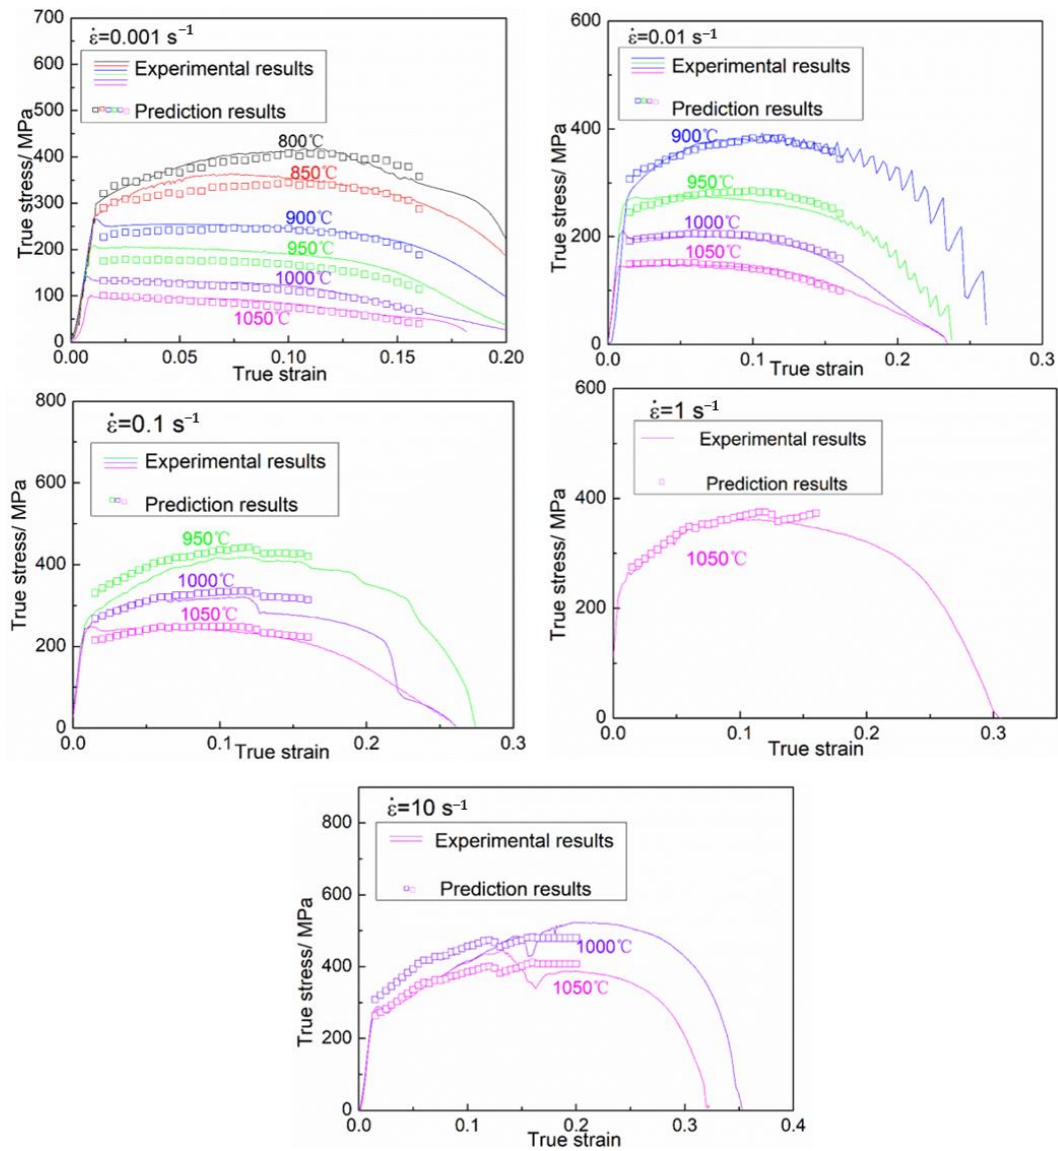 ε̇=0.001 s⁻¹
Experimental results
Prediction results
800℃
850℃
900℃
950℃
1000℃
1050℃
700
600
500
400
300
200
100
0
0.00
0.05
0.10
0.15
0.20
True stress/ MPa
True strain
ε̇=0.01 s⁻¹
Experimental results
Prediction results
900℃
950℃
1000℃
1050℃
600
400
200
0
0.0
0.1
0.2
0.3
True stress/ MPa
True strain
ε̇=0.1 s⁻¹
Experimental results
Prediction results
950℃
1000℃
1050℃
800
600
400
200
0
0.0
0.1
0.2
0.3
True stress/ MPa
True strain
ε̇=1 s⁻¹
Experimental results
Prediction results
1050℃
600
400
200
0
0.0
0.1
0.2
0.3
True stress/ MPa
True strain
ε̇=10 s⁻¹
Experimental results
Prediction results
1000℃
1050℃
800
600
400
200
0
0.0
0.1
0.2
0.3
0.4
True stress/ MPa
True strain